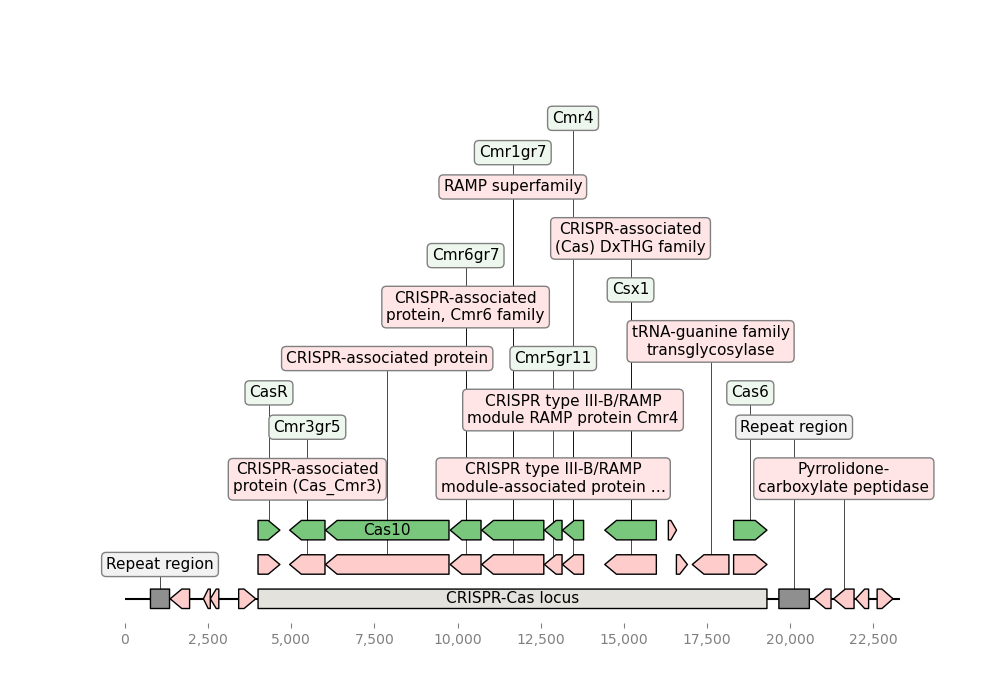 Cmr4
Cmr1gr7
RAMP superfamily
CRISPR-associated
(Cas) DxTHG family
Cmr6gr7
Csx1
CRISPR-associated
protein, Cmr6 family
tRNA-guanine family
transglycosylase
CRISPR-associated protein
Cmr5gr11
CasR
Cas6
CRISPR type III-B/RAMP
module RAMP protein Cmr4
Cmr3gr5
Repeat region
CRISPR-associated
protein (Cas_Cmr3)
CRISPR type III-B/RAMP
module-associated protein ...
Pyrrolidone-
carboxylate peptidase
Cas10
Repeat region
CRISPR-Cas locus
0 2,500 5,000 7,500 10,000 12,500 15,000 17,500 20,000 22,500